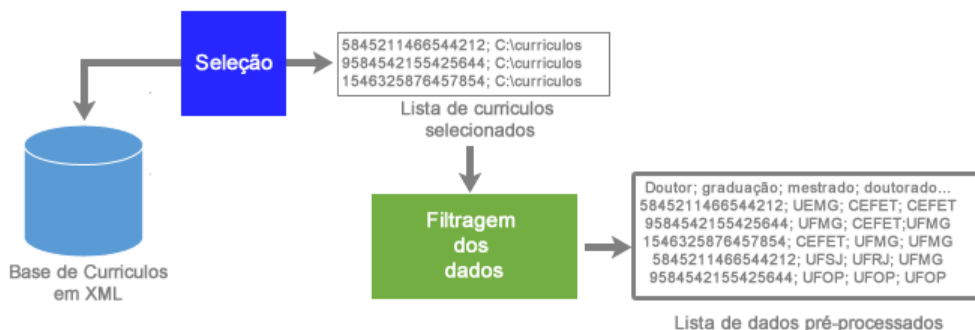 Seleção
5845211466544212; C:\curriculos
9584542155425644; C:\curriculos
1546325876457854; C:\curriculos
Lista de curriculos
selecionados
Base de Curriculos
em XML
Filtragem
dos
dados
Doutor; graduação; mestrado; doutorado...
5845211466544212; UEMG; CEFET; CEFET
9584542155425644; UFMG; CEFET;UFMG
1546325876457854; CEFET; UFMG; UFMG
5845211466544212; UFSJ; UFRJ; UFMG
9584542155425644; UFOP; UFOP; UFOP
Lista de dados pré-processados